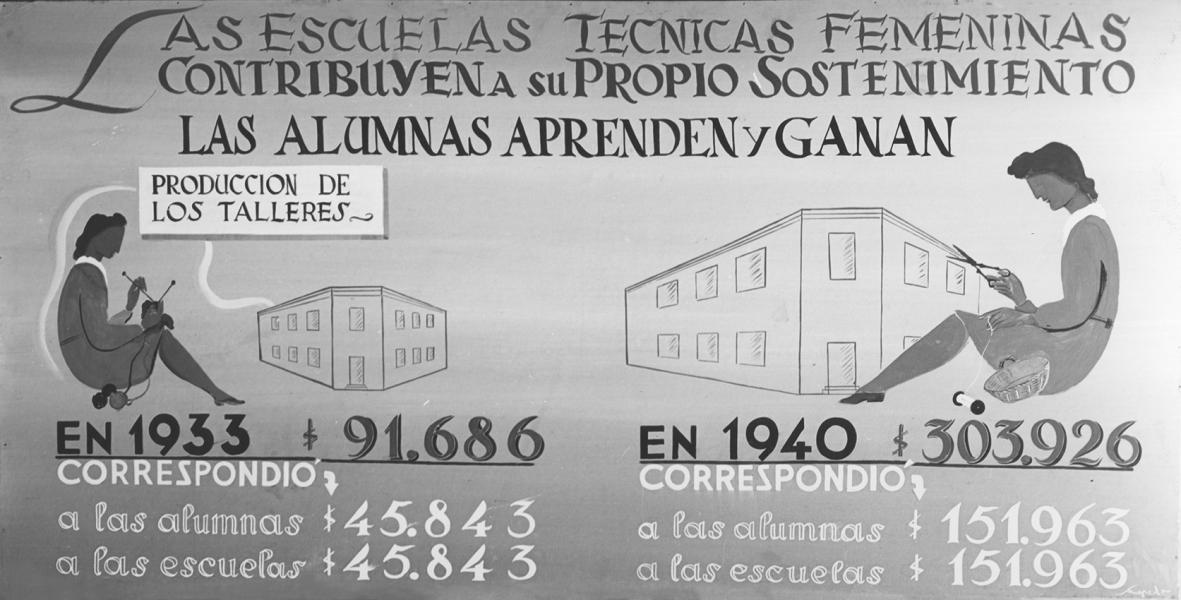 LAS ESCUELAS TECNICAS FEMENINAS
CONTRIBUYEN A SU PROPIO SOSTENIMIENTO
LAS ALUMNAS APRENDEN Y GANAN
PRODUCCION DE
LOS TALLERES
EN 1933 $ 91.686
CORRESPONDIÓ
a las alumnas $ 45.843
a las escuelas $ 45.843
EN 1940 $ 303.926
CORRESPONDIÓ
a las alumnas $ 151.963
a las escuelas $ 151.963